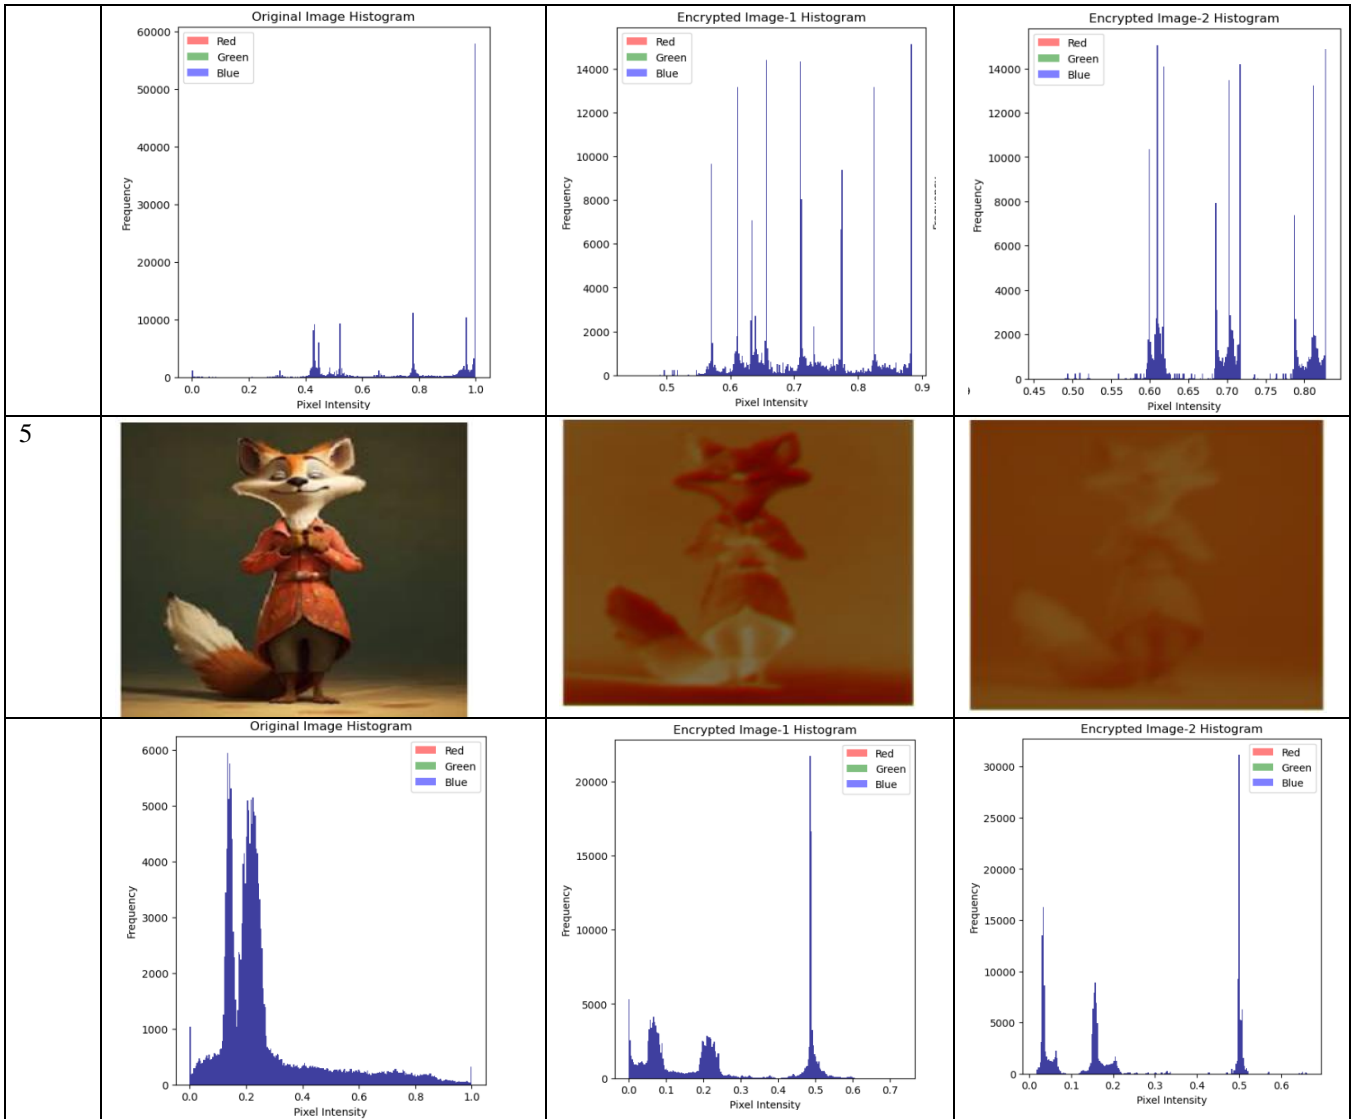 Original Image Histogram
60000
50000
40000
30000
20000
10000
0
Frequency
Red
Green
Blue
0.0 0.2 0.4 0.6 0.8 1.0
Pixel Intensity
Encrypted Image-1 Histogram
14000
12000
10000
8000
6000
4000
2000
0
Frequency
Red
Green
Blue
0.5 0.6 0.7 0.8 0.9
Pixel Intensity
Encrypted Image-2 Histogram
14000
12000
10000
8000
6000
4000
2000
0
Frequency
Red
Green
Blue
0.45 0.50 0.55 0.60 0.65 0.70 0.75 0.80
Pixel Intensity
5
Original Image Histogram
6000
5000
4000
3000
2000
1000
0
Frequency
Red
Green
Blue
0.0 0.2 0.4 0.6 0.8 1.0
Pixel Intensity
Encrypted Image-1 Histogram
20000
15000
10000
5000
0
Frequency
Red
Green
Blue
0.0 0.1 0.2 0.3 0.4 0.5 0.6 0.7
Pixel Intensity
Encrypted Image-2 Histogram
30000
25000
20000
15000
10000
5000
0
Frequency
Red
Green
Blue
0.0 0.1 0.2 0.3 0.4 0.5 0.6
Pixel Intensity